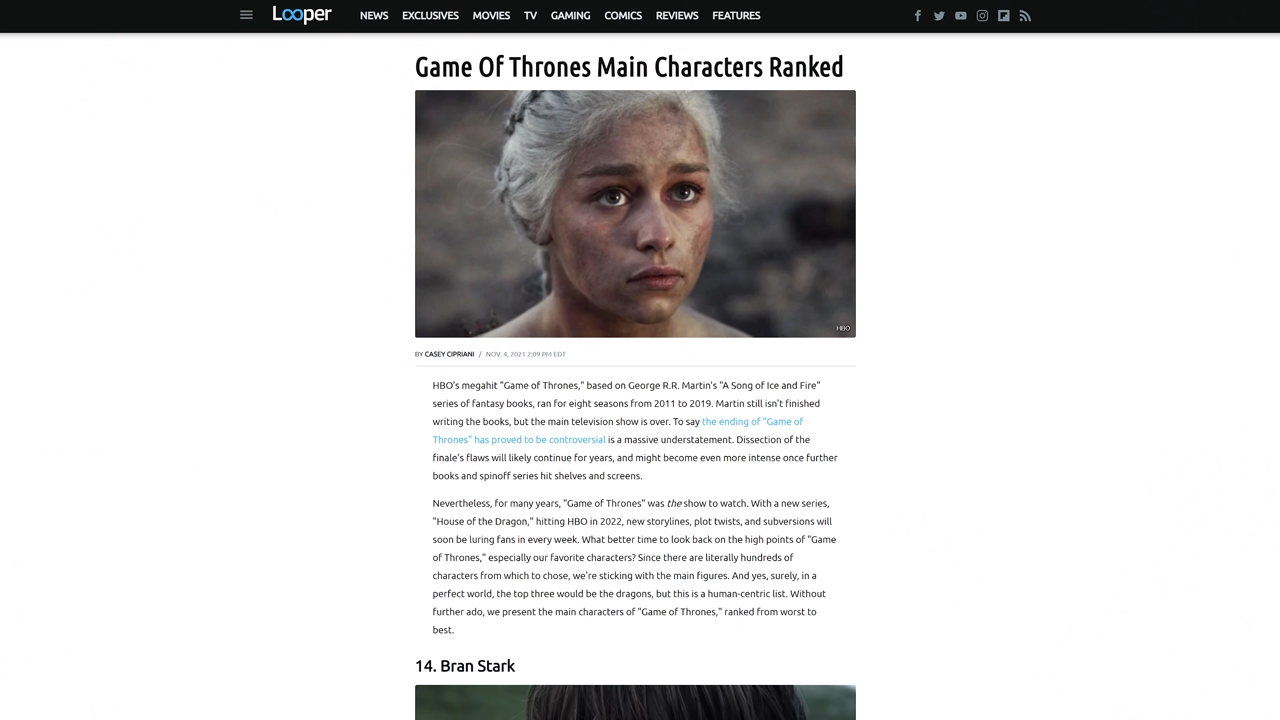 Looper NEWS EXCLUSIVES MOVIES TV GAMING COMICS REVIEWS FEATURES
Game Of Thrones Main Characters Ranked
HBO
BY CASEY CIPRIANI / NOV. 4, 2021 2:09 PM EDT
HBO's megahit "Game of Thrones," based on George R.R. Martin's "A Song of Ice and Fire"
series of fantasy books, ran for eight seasons from 2011 to 2019. Martin still isn't finished
writing the books, but the main television show is over. To say the ending of "Game of
Thrones" has proved to be controversial is a massive understatement. Dissection of the
finale's flaws will likely continue for years, and might become even more intense once further
books and spinoff series hit shelves and screens.
Nevertheless, for many years, "Game of Thrones" was the show to watch. With a new series,
"House of the Dragon," hitting HBO in 2022, new storylines, plot twists, and subversions will
soon be luring fans in every week. What better time to look back on the high points of "Game
of Thrones," especially our favorite characters? Since there are literally hundreds of
characters from which to chose, we're sticking with the main figures. And yes, surely, in a
perfect world, the top three would be the dragons, but this is a human-centric list. Without
further ado, we present the main characters of "Game of Thrones," ranked from worst to
best.
14. Bran Stark